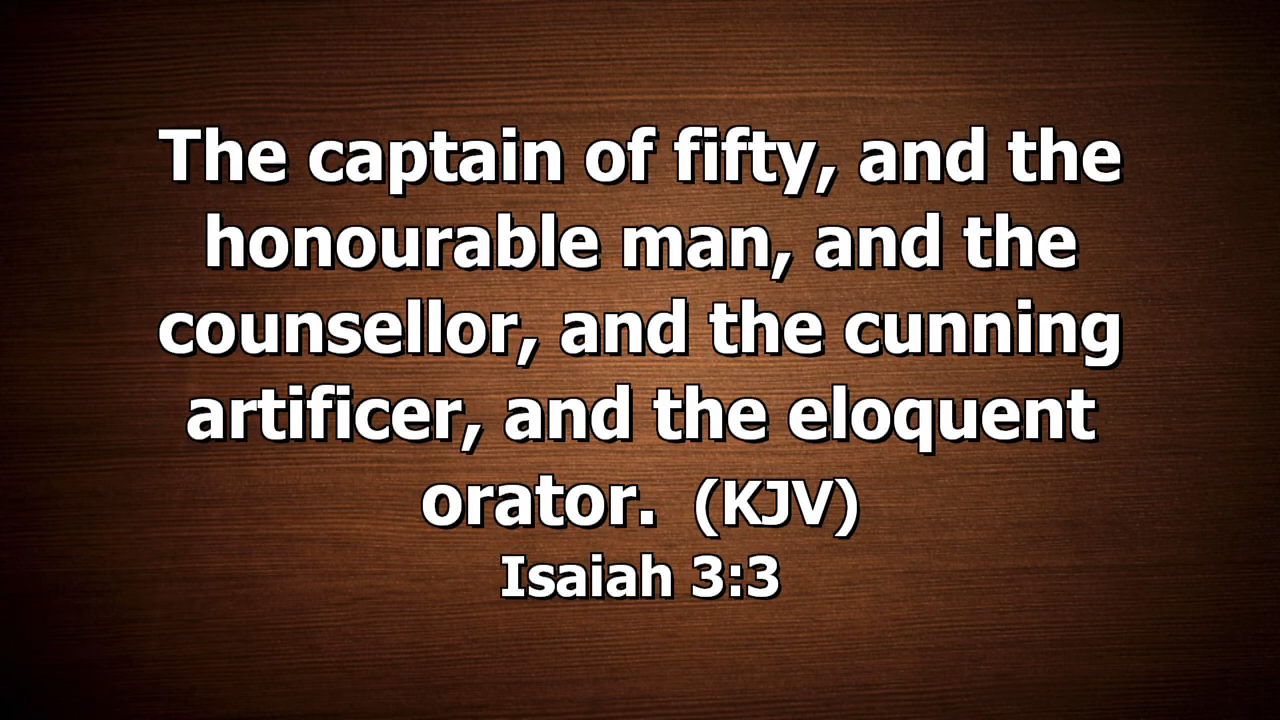 The captain of fifty, and the
honourable man, and the
counsellor, and the cunning
artificer, and the eloquent
orator. (KJV)
Isaiah 3:3